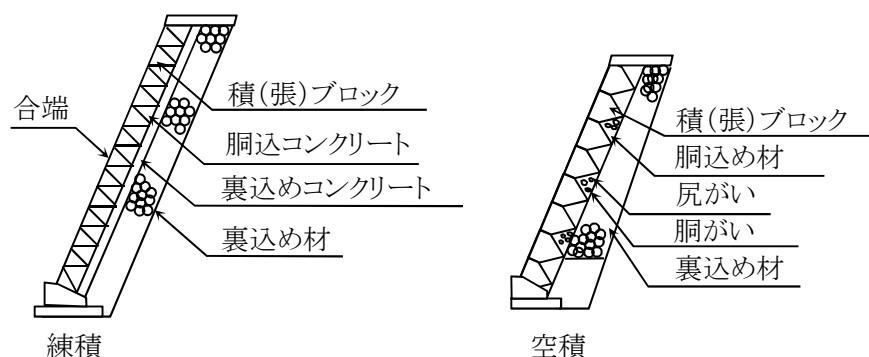 合端
積(張)ブロック
胴込コンクリート
裏込めコンクリート
裏込め材
練積
積(張)ブロック
胴込め材
尻がい
胴がい
裏込め材
空積